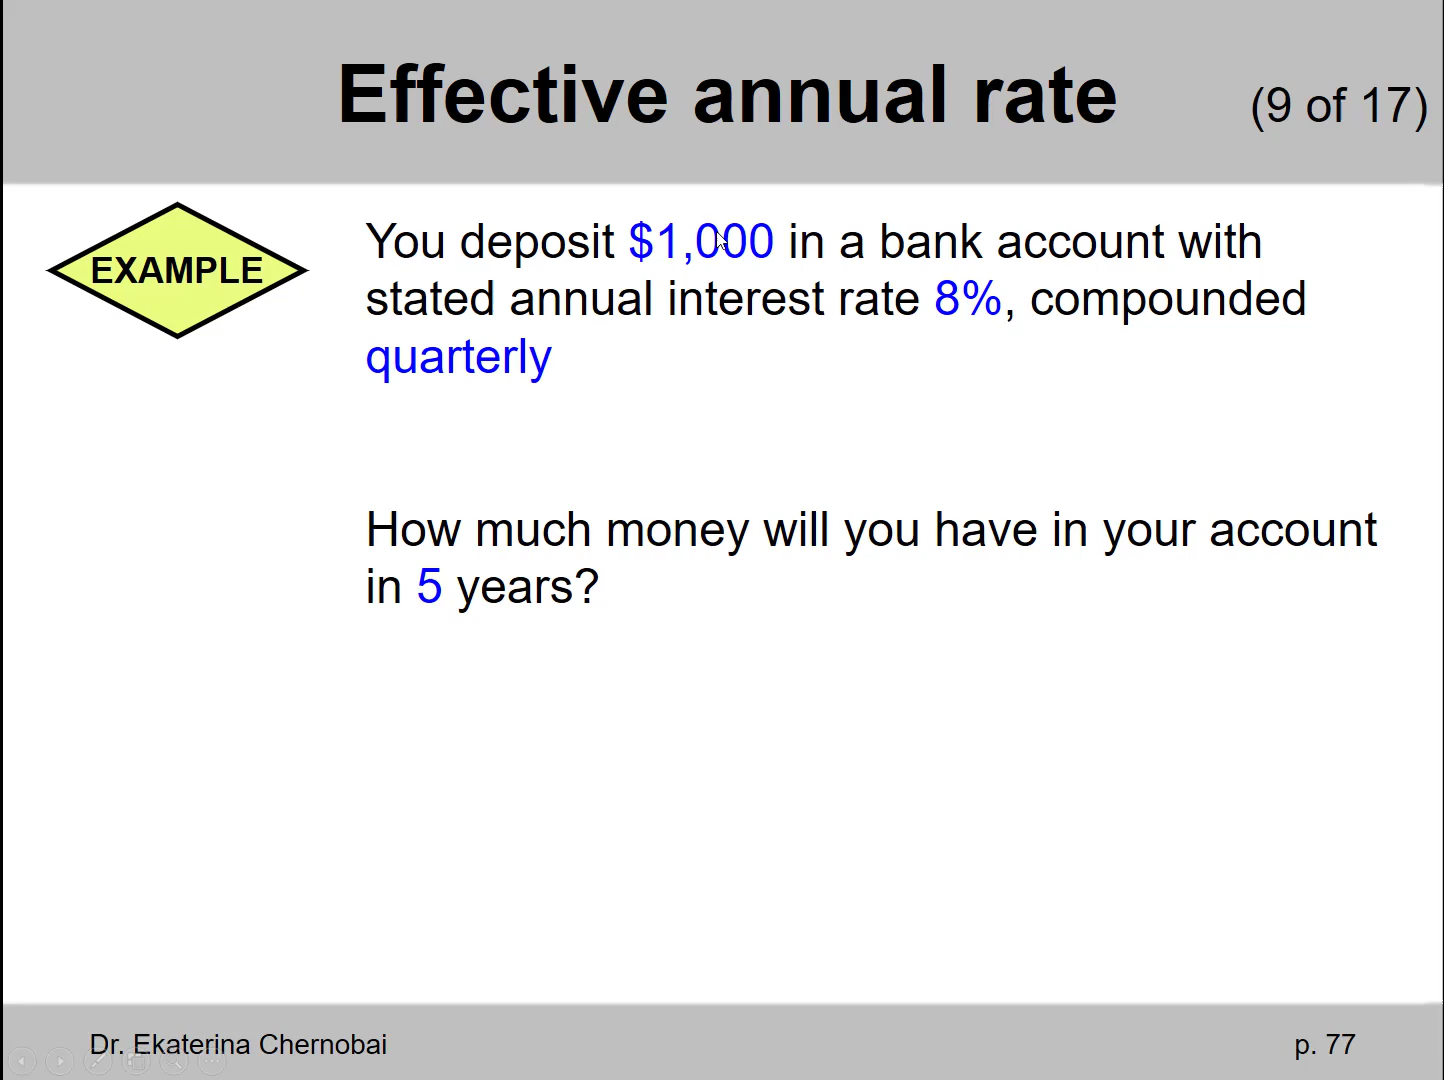 Effective annual rate (9 of 17)
EXAMPLE
You deposit $1,000 in a bank account with
stated annual interest rate 8%, compounded
quarterly
How much money will you have in your account
in 5 years?
Dr. Ekaterina Chernobai p. 77